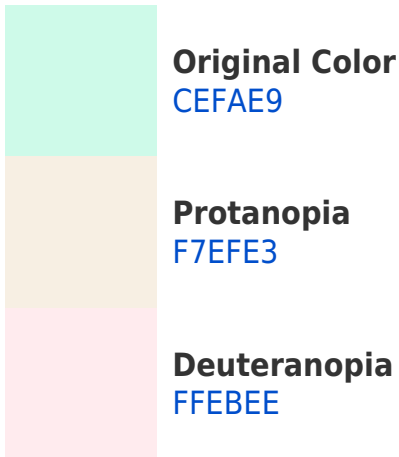 Original Color
CEFAE9
Protanopia
F7EFE3
Deuteranopia
FFEBEE